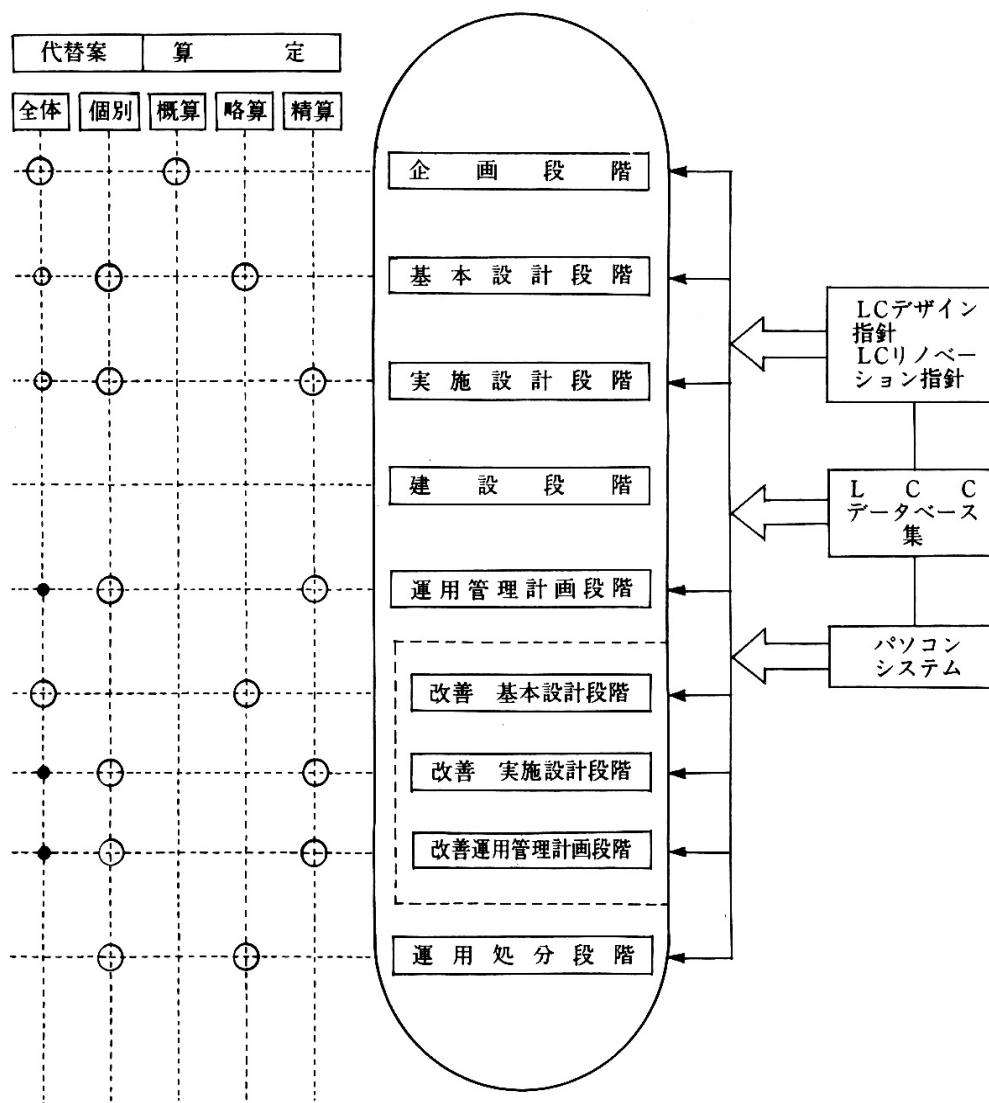 代替案 算定
全体 個別 概算 略算 精算
企画段階
基本設計段階
実施設計段階
建設段階
運用管理計画段階
改善 基本設計段階
改善 実施設計段階
改善運用管理計画段階
運用処分段階
LCデザイン
指針
LCリノベー
ション指針
LCC
データベース
集
パソコン
システム